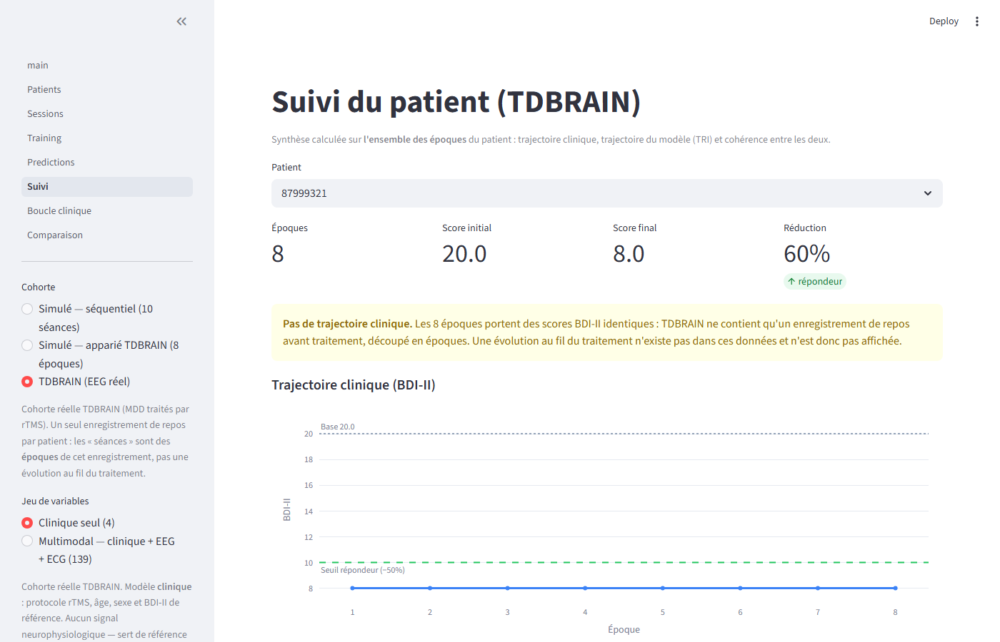 Deploy
main
Patients
Sessions
Training
Predictions
Suivi
Boucle clinique
Comparaison
Cohorte
Simulé — séquentiel (10
séances)
Simulé — apparié TDBRAIN (8
époques)
TDBRAIN (EEG réel)
Cohorte réelle TDBRAIN (MDD traités par
rTMS). Un seul enregistrement de repos
par patient : les « séances » sont des
époques de cet enregistrement, pas une
évolution au fil du traitement.
Jeu de variables
Clinique seul (4)
Multimodal — clinique + EEG
+ ECG (139)
Cohorte réelle TDBRAIN. Modèle clinique
: protocole rTMS, âge, sexe et BDI-II de
référence. Aucun signal
neurophysiologique — sert de référence
Suivi du patient (TDBRAIN)
Synthèse calculée sur l'ensemble des époques du patient : trajectoire clinique, trajectoire du modèle (TRI) et cohérence entre les deux.
Patient
87999321
Époques
8
Score initial
20.0
Score final
8.0
Réduction
60%
↑ répondeur
Pas de trajectoire clinique. Les 8 époques portent des scores BDI-II identiques : TDBRAIN ne contient qu'un enregistrement de repos
avant traitement, découpé en époques. Une évolution au fil du traitement n'existe pas dans ces données et n'est donc pas affichée.
Trajectoire clinique (BDI-II)
Base 20.0
20
18
16
14
12
10
Seuil répondeur (−50%)
8
BDI-II
1 2 3 4 5 6 7 8
Époque